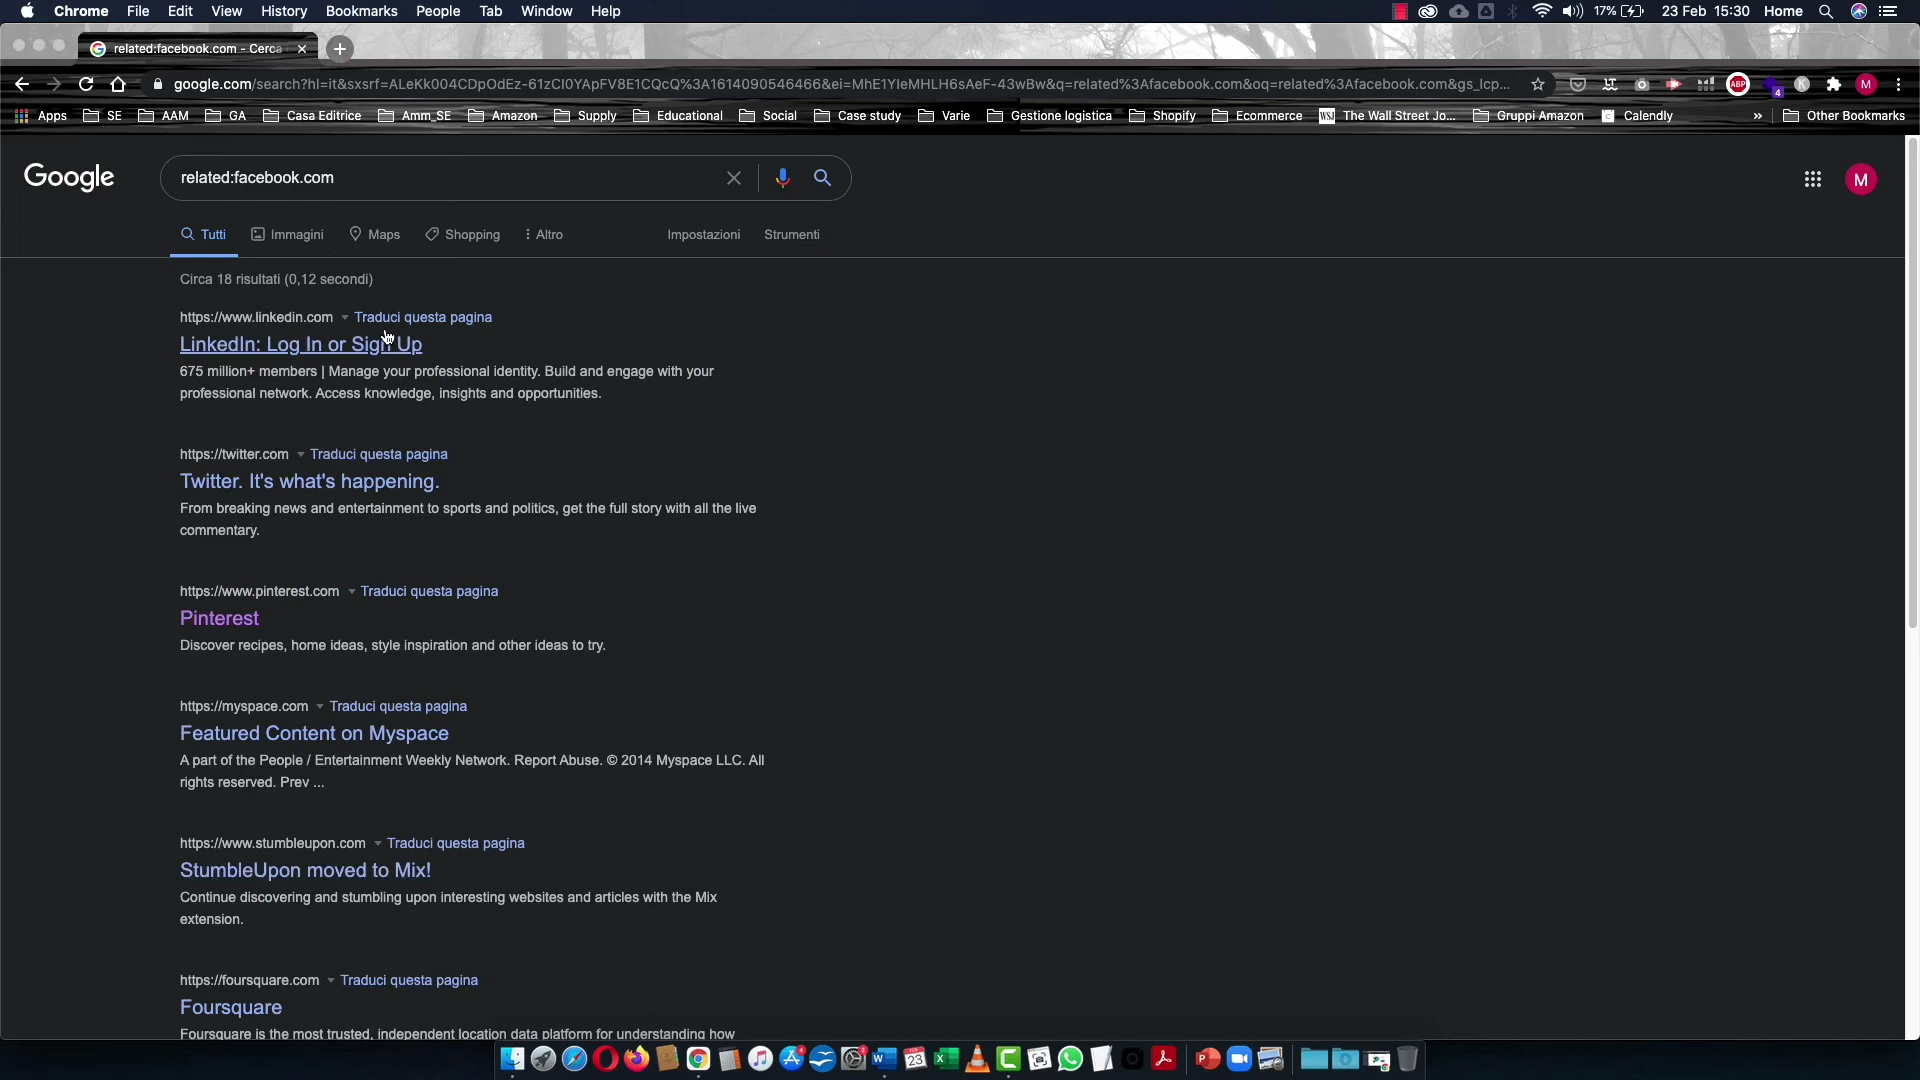 Chrome File Edit View History Bookmarks People Tab Window Help 17% 23 Feb 15:30 Home
related:facebook.com - Cerca
google.com/search?hl=it&sxsrf=ALeKk004CDpOdEz-61zCI0YApFV8E1CQcQ%3A1614090546466&ei=MhE1YIeMHLH6sAeF-43wBw&q=related%3Afacebook.com&oq=related%3Afacebook.com&gs_lcp... ABP 4 K M
Apps SE AAM GA Casa Editrice Amm_SE Amazon Supply Educational Social Case study Varie Gestione logistica Shopify Ecommerce WSJ The Wall Street Jo... Gruppi Amazon C Calendly » Other Bookmarks
Google related:facebook.com M
Tutti Immagini Maps Shopping Altro Impostazioni Strumenti
Circa 18 risultati (0,12 secondi)
https://www.linkedin.com Traduci questa pagina
LinkedIn: Log In or Sign Up
675 million+ members | Manage your professional identity. Build and engage with your
professional network. Access knowledge, insights and opportunities.
https://twitter.com Traduci questa pagina
Twitter. It's what's happening.
From breaking news and entertainment to sports and politics, get the full story with all the live
commentary.
https://www.pinterest.com Traduci questa pagina
Pinterest
Discover recipes, home ideas, style inspiration and other ideas to try.
https://myspace.com Traduci questa pagina
Featured Content on Myspace
A part of the People / Entertainment Weekly Network. Report Abuse. © 2014 Myspace LLC. All
rights reserved. Prev ...
https://www.stumbleupon.com Traduci questa pagina
StumbleUpon moved to Mix!
Continue discovering and stumbling upon interesting websites and articles with the Mix
extension.
https://foursquare.com Traduci questa pagina
Foursquare
Foursquare is the most trusted, independent location data platform for understanding how